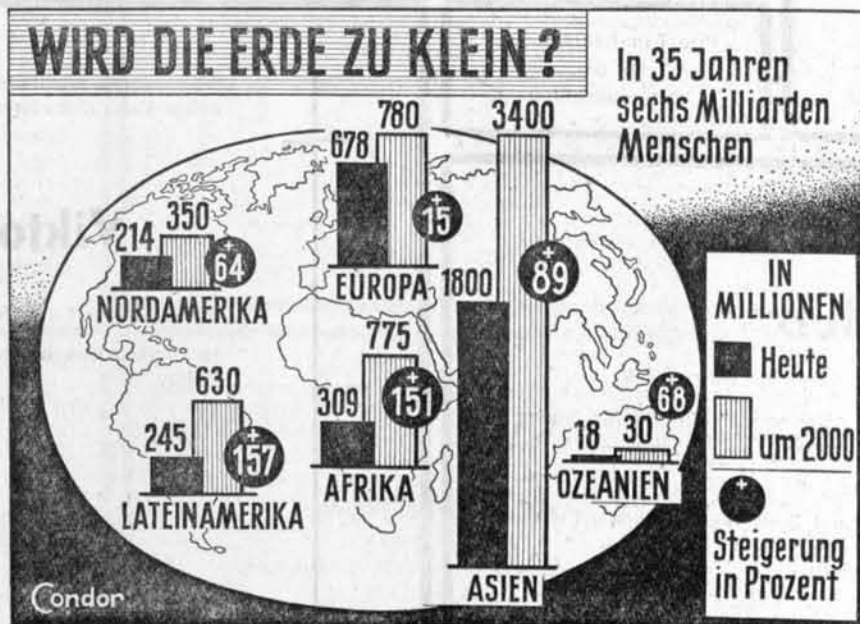 WIRD DIE ERDE ZU KLEIN?
In 35 Jahren
sechs Milliarden
Menschen
214
350
+
64
NORDAMERIKA
678
780
+
15
EUROPA
1800
3400
+
89
ASIEN
245
630
+
157
LATEINAMERIKA
309
775
+
151
AFRIKA
18
30
+
68
OZEANIEN
IN
MILLIONEN
Heute
um 2000
+
Steigerung
in Prozent
Condor